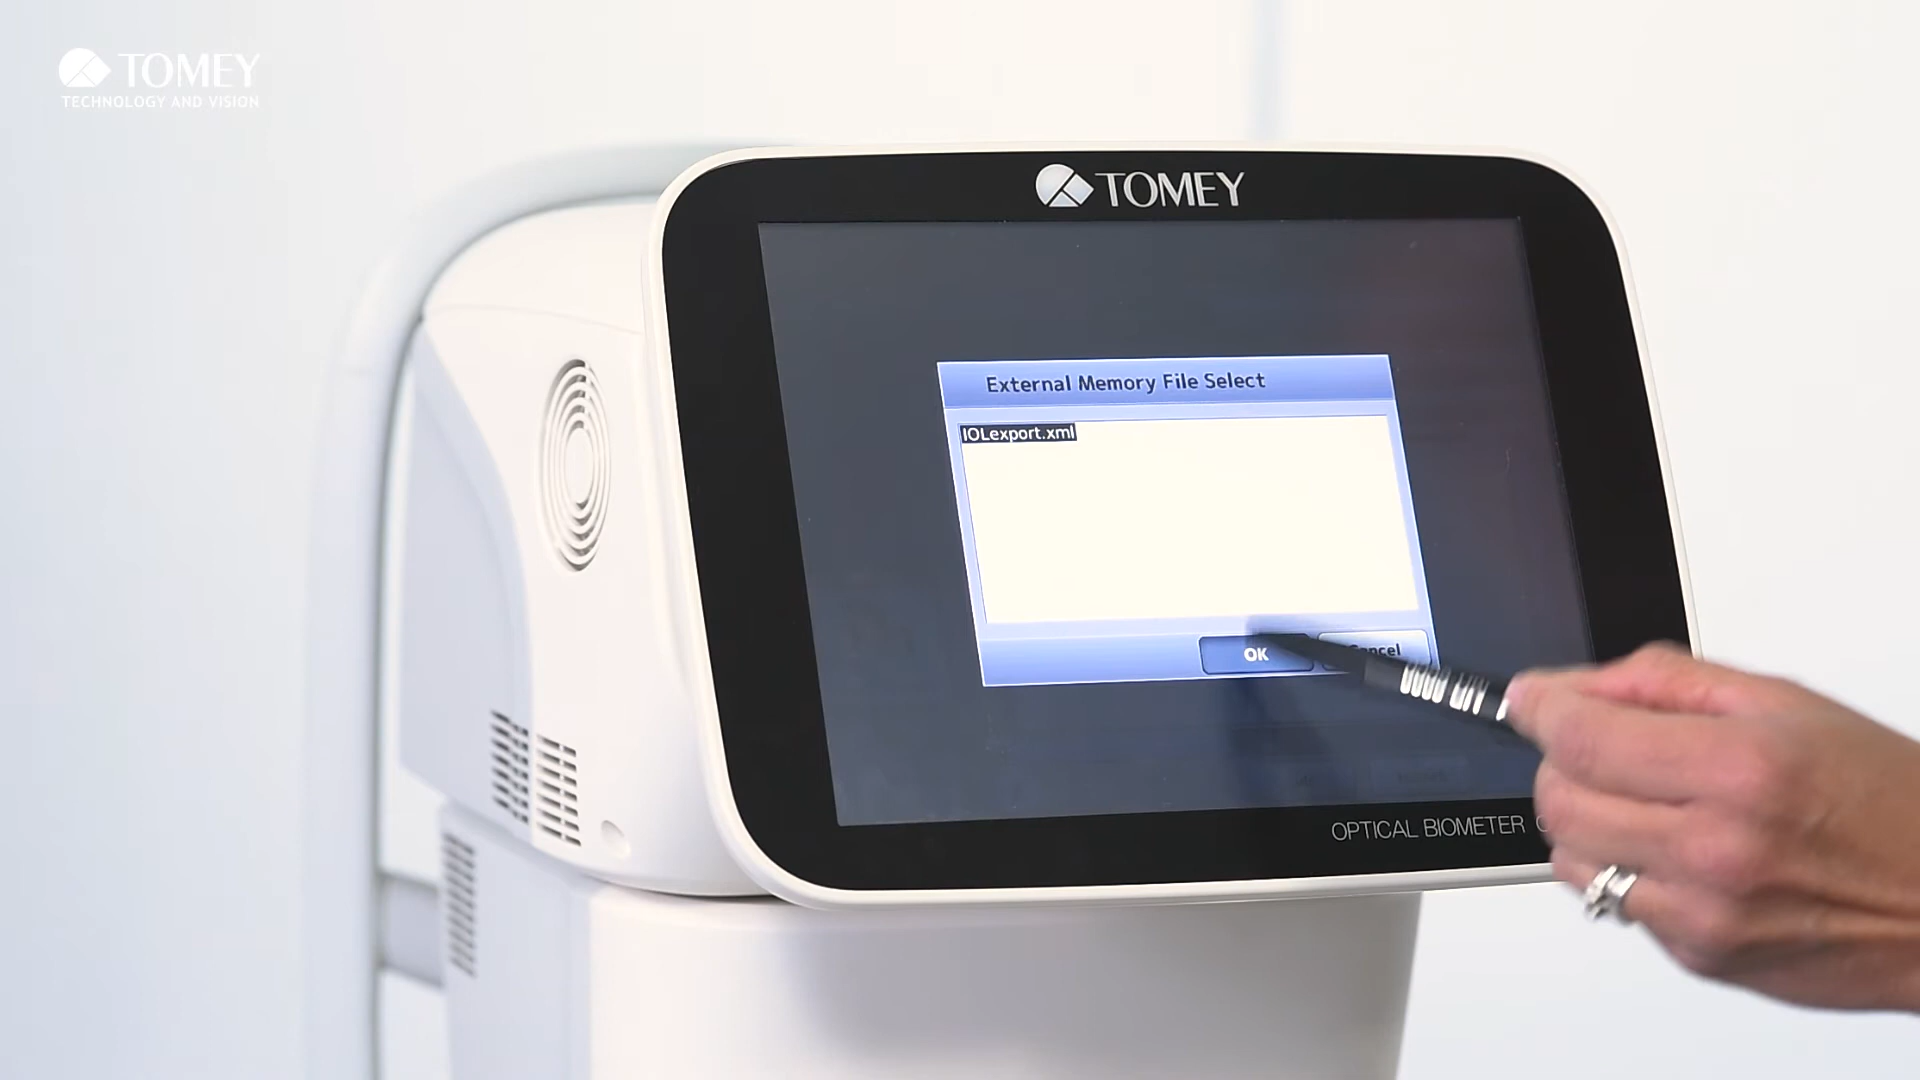 TOMEY
TECHNOLOGY AND VISION
TOMEY
External Memory File Select
IOLexport.xml
OK
OPTICAL BIOMETER